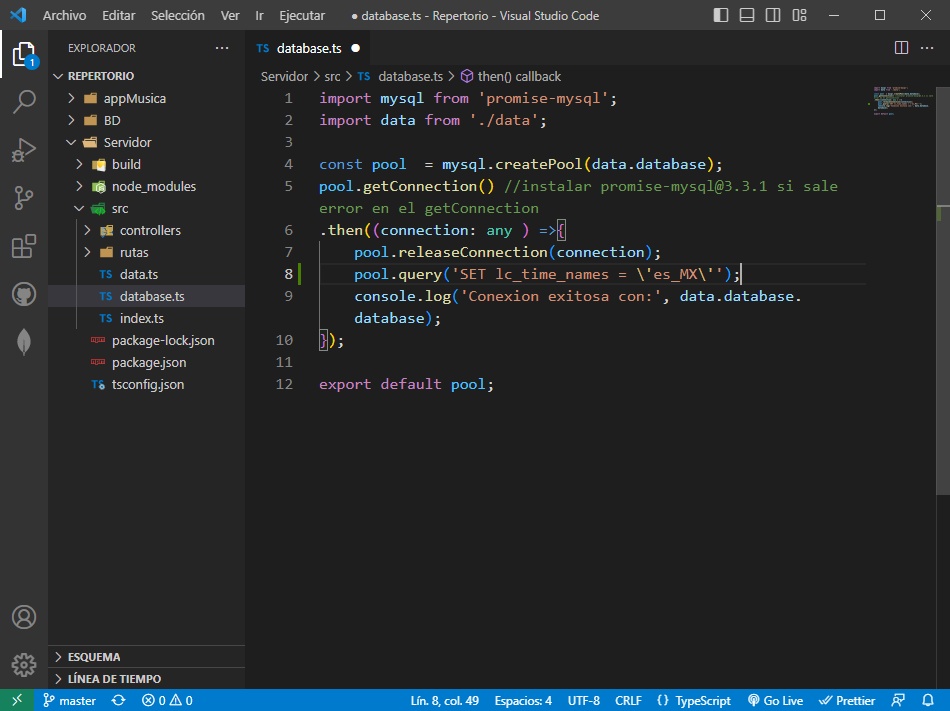 Archivo Editar Selección Ver Ir Ejecutar ● database.ts - Repertorio - Visual Studio Code
EXPLORADOR ···
1
REPERTORIO
appMusica
BD
Servidor
build
node_modules
src
controllers
rutas
TS data.ts
TS database.ts
TS index.ts
package-lock.json
package.json
TS tsconfig.json
ESQUEMA
LÍNEA DE TIEMPO
TS database.ts ●
Servidor > src > TS database.ts > then() callback
1 import mysql from 'promise-mysql';
2 import data from './data';
3
4 const pool  = mysql.createPool(data.database);
5 pool.getConnection() //instalar promise-mysql@3.3.1 si sale
error en el getConnection
6 .then((connection: any ) =>{
7     pool.releaseConnection(connection);
8     pool.query('SET lc_time_names = \'es_MX\'');
9     console.log('Conexion exitosa con:', data.database.
    database);
10 });
11
12 export default pool;
master 0 0 Lín. 8, col. 49 Espacios: 4 UTF-8 CRLF {} TypeScript Go Live Prettier